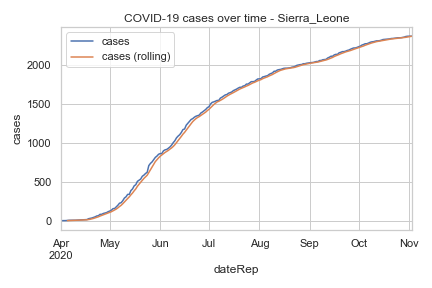 COVID-19 cases over time - Sierra_Leone
cases
cases (rolling)
cases
2000
1500
1000
500
0
Apr May Jun Jul Aug Sep Oct Nov
2020
dateRep